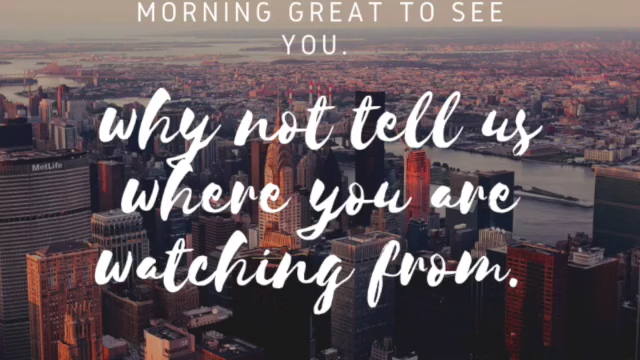 MORNING GREAT TO SEE
YOU.
why not tell us
where you are
watching from.
MetLife